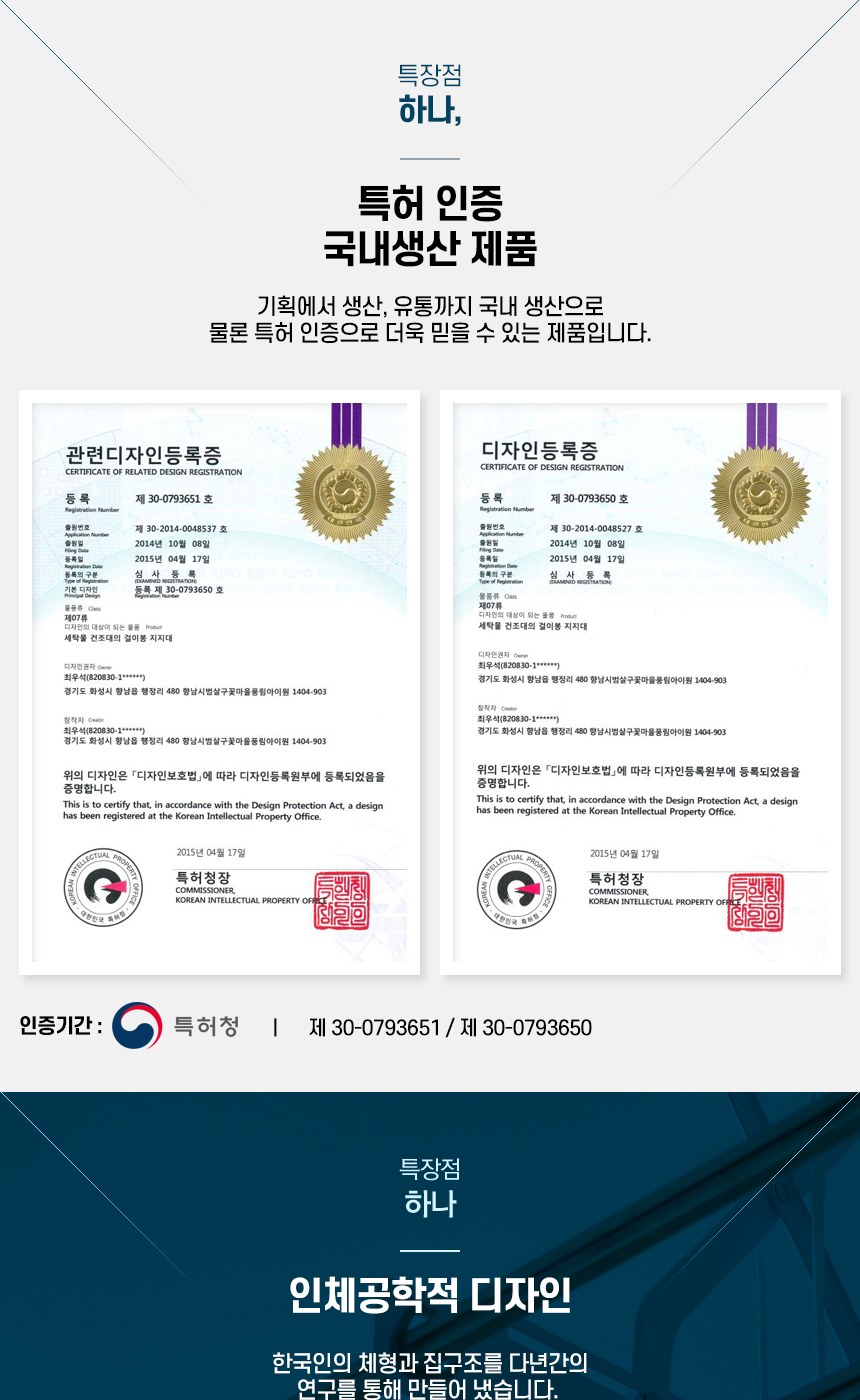 특장점
하나,
특허 인증
국내생산 제품
기획에서 생산, 유통까지 국내 생산으로
물론 특허 인증으로 더욱 믿을 수 있는 제품입니다.
관련디자인등록증
CERTIFICATE OF RELATED DESIGN REGISTRATION
등 록 제 30-0793651 호
Registration Number
출원번호 제 30-2014-0048537 호
Application Number
출원일 2014년 10월 08일
Filing Date
등록일 2015년 04월 17일
Registration Date
등록의 구분 심 사 등 록
Type of Registration (EXAMINED REGISTRATION)
기본 디자인 등록 제 30-0793650 호
Principal Design Registration Number
물품류 Class
제07류
디자인의 대상이 되는 물품 Product
세탁물 건조대의 걸이봉 지지대
디자인권자 Owner
최우석(820830-1******)
경기도 화성시 향남읍 행정리 480 향남시범살구꽃마을풍림아이원 1404-903
창작자 Creator
최우석(820830-1******)
경기도 화성시 향남읍 행정리 480 향남시범살구꽃마을풍림아이원 1404-903
위의 디자인은 「디자인보호법」에 따라 디자인등록원부에 등록되었음을
증명합니다.
This is to certify that, in accordance with the Design Protection Act, a design
has been registered at the Korean Intellectual Property Office.
2015년 04월 17일
특허청장
COMMISSIONER,
KOREAN INTELLECTUAL PROPERTY OFFICE
KOREAN INTELLECTUAL PROPERTY OFFICE
대한민국 특허청
디자인등록증
CERTIFICATE OF DESIGN REGISTRATION
등 록 제 30-0793650 호
Registration Number
출원번호 제 30-2014-0048527 호
Application Number
출원일 2014년 10월 08일
Filing Date
등록일 2015년 04월 17일
Registration Date
등록의 구분 심 사 등 록
Type of Registration (EXAMINED REGISTRATION)
물품류 Class
제07류
디자인의 대상이 되는 물품 Product
세탁물 건조대의 걸이봉 지지대
디자인권자 Owner
최우석(820830-1******)
경기도 화성시 향남읍 행정리 480 향남시범살구꽃마을풍림아이원 1404-903
창작자 Creator
최우석(820830-1******)
경기도 화성시 향남읍 행정리 480 향남시범살구꽃마을풍림아이원 1404-903
위의 디자인은 「디자인보호법」에 따라 디자인등록원부에 등록되었음을
증명합니다.
This is to certify that, in accordance with the Design Protection Act, a design
has been registered at the Korean Intellectual Property Office.
2015년 04월 17일
특허청장
COMMISSIONER,
KOREAN INTELLECTUAL PROPERTY OFFICE
KOREAN INTELLECTUAL PROPERTY OFFICE
대한민국 특허청
인증기간 : 특허청 | 제 30-0793651 / 제 30-0793650
특장점
하나
인체공학적 디자인
한국인의 체형과 집구조를 다년간의
연구를 통해 만들어 냈습니다.